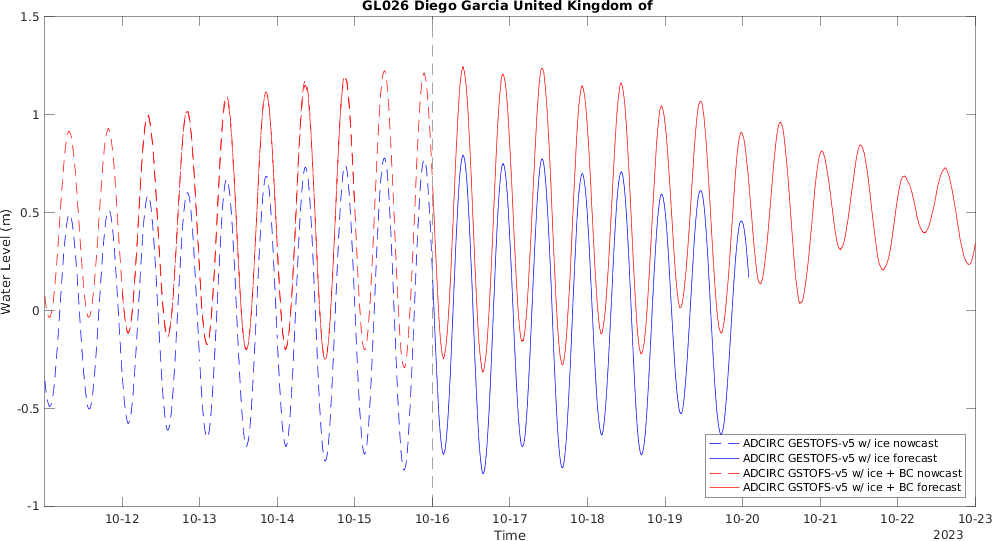 GL026 Diego Garcia United Kingdom of
1.5
1
0.5
0
-0.5
-1
Water Level (m)
10-12
10-13
10-14
10-15
10-16
10-17
10-18
10-19
10-20
10-21
10-22
10-23
2023
Time
ADCIRC GESTOFS-v5 w/ ice nowcast
ADCIRC GESTOFS-v5 w/ ice forecast
ADCIRC GSTOFS-v5 w/ ice + BC nowcast
ADCIRC GSTOFS-v5 w/ ice + BC forecast